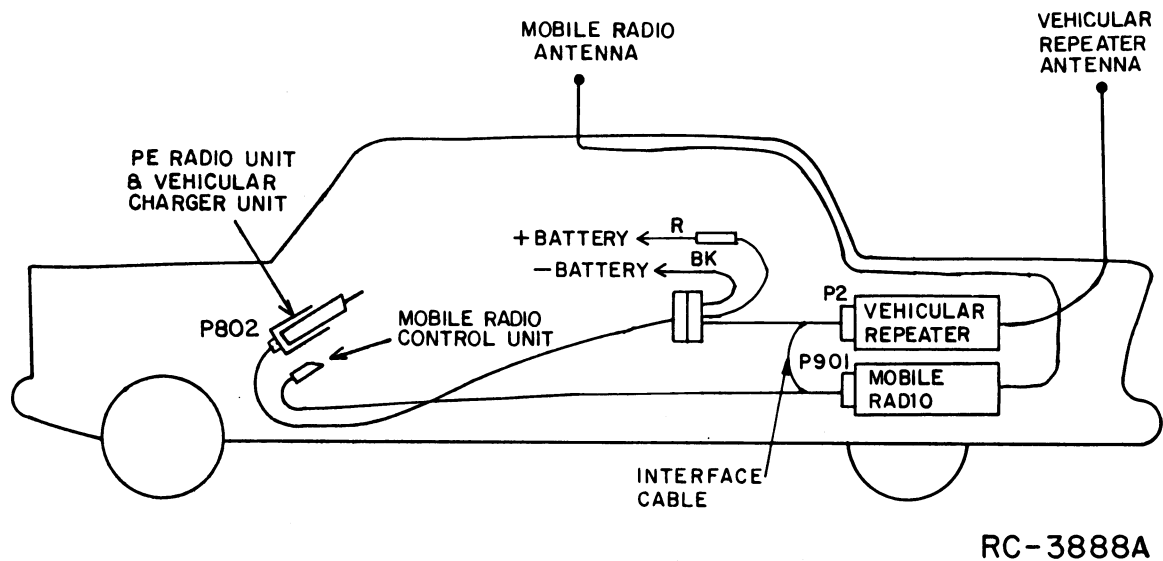 MOBILE RADIO
ANTENNA
VEHICULAR
REPEATER
ANTENNA
PE RADIO UNIT
& VEHICULAR
CHARGER UNIT
+BATTERY
R
-BATTERY
BK
P802
MOBILE RADIO
CONTROL UNIT
P2
VEHICULAR
REPEATER
P901
MOBILE
RADIO
INTERFACE
CABLE
RC-3888A